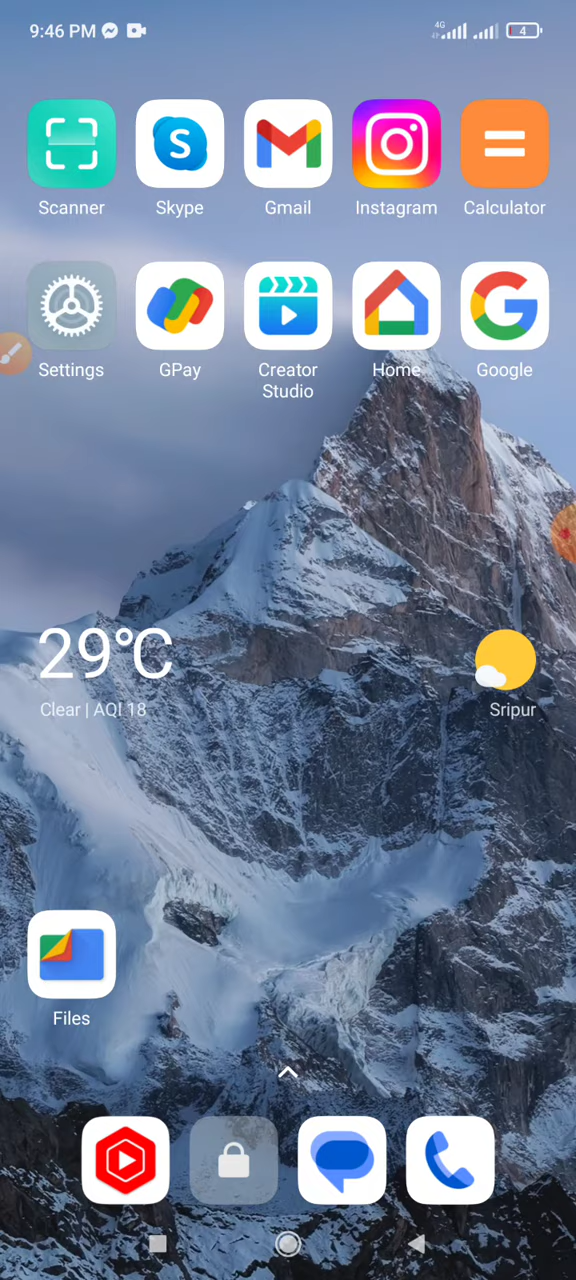 9:46 PM
4G
4
S
Scanner
Skype
Gmail
Instagram
Calculator
Settings
GPay
Creator
Studio
Home
Google
29°C
Clear | AQI 18
Sripur
Files